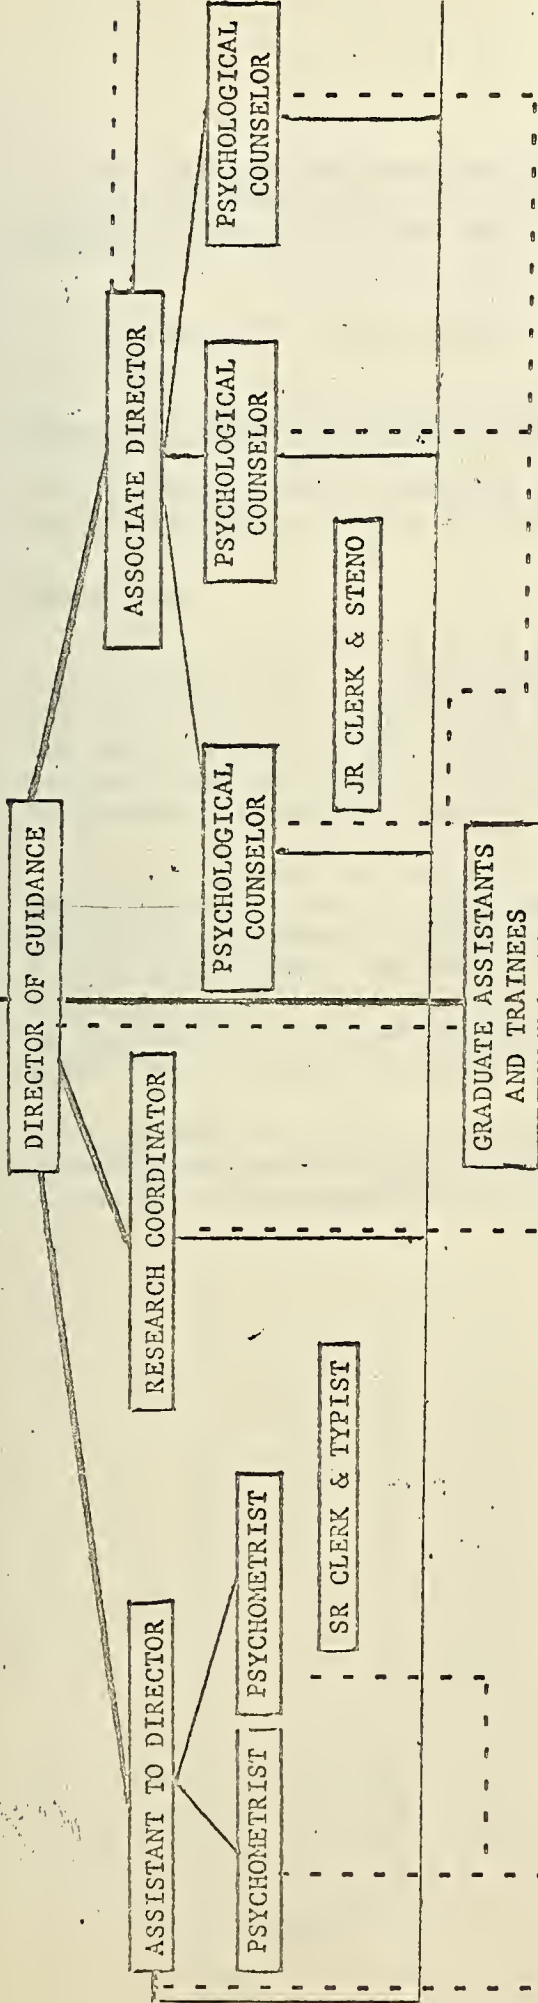 DIRECTOR OF GUIDANCE
ASSISTANT TO DIRECTOR
RESEARCH COORDINATOR
ASSOCIATE DIRECTOR
PSYCHOMETRIST
PSYCHOMETRIST
PSYCHOLOGICAL
COUNSELOR
PSYCHOLOGICAL
COUNSELOR
PSYCHOLOGICAL
COUNSELOR
SR CLERK & TYPIST
JR CLERK & STENO
GRADUATE ASSISTANTS
AND TRAINEES